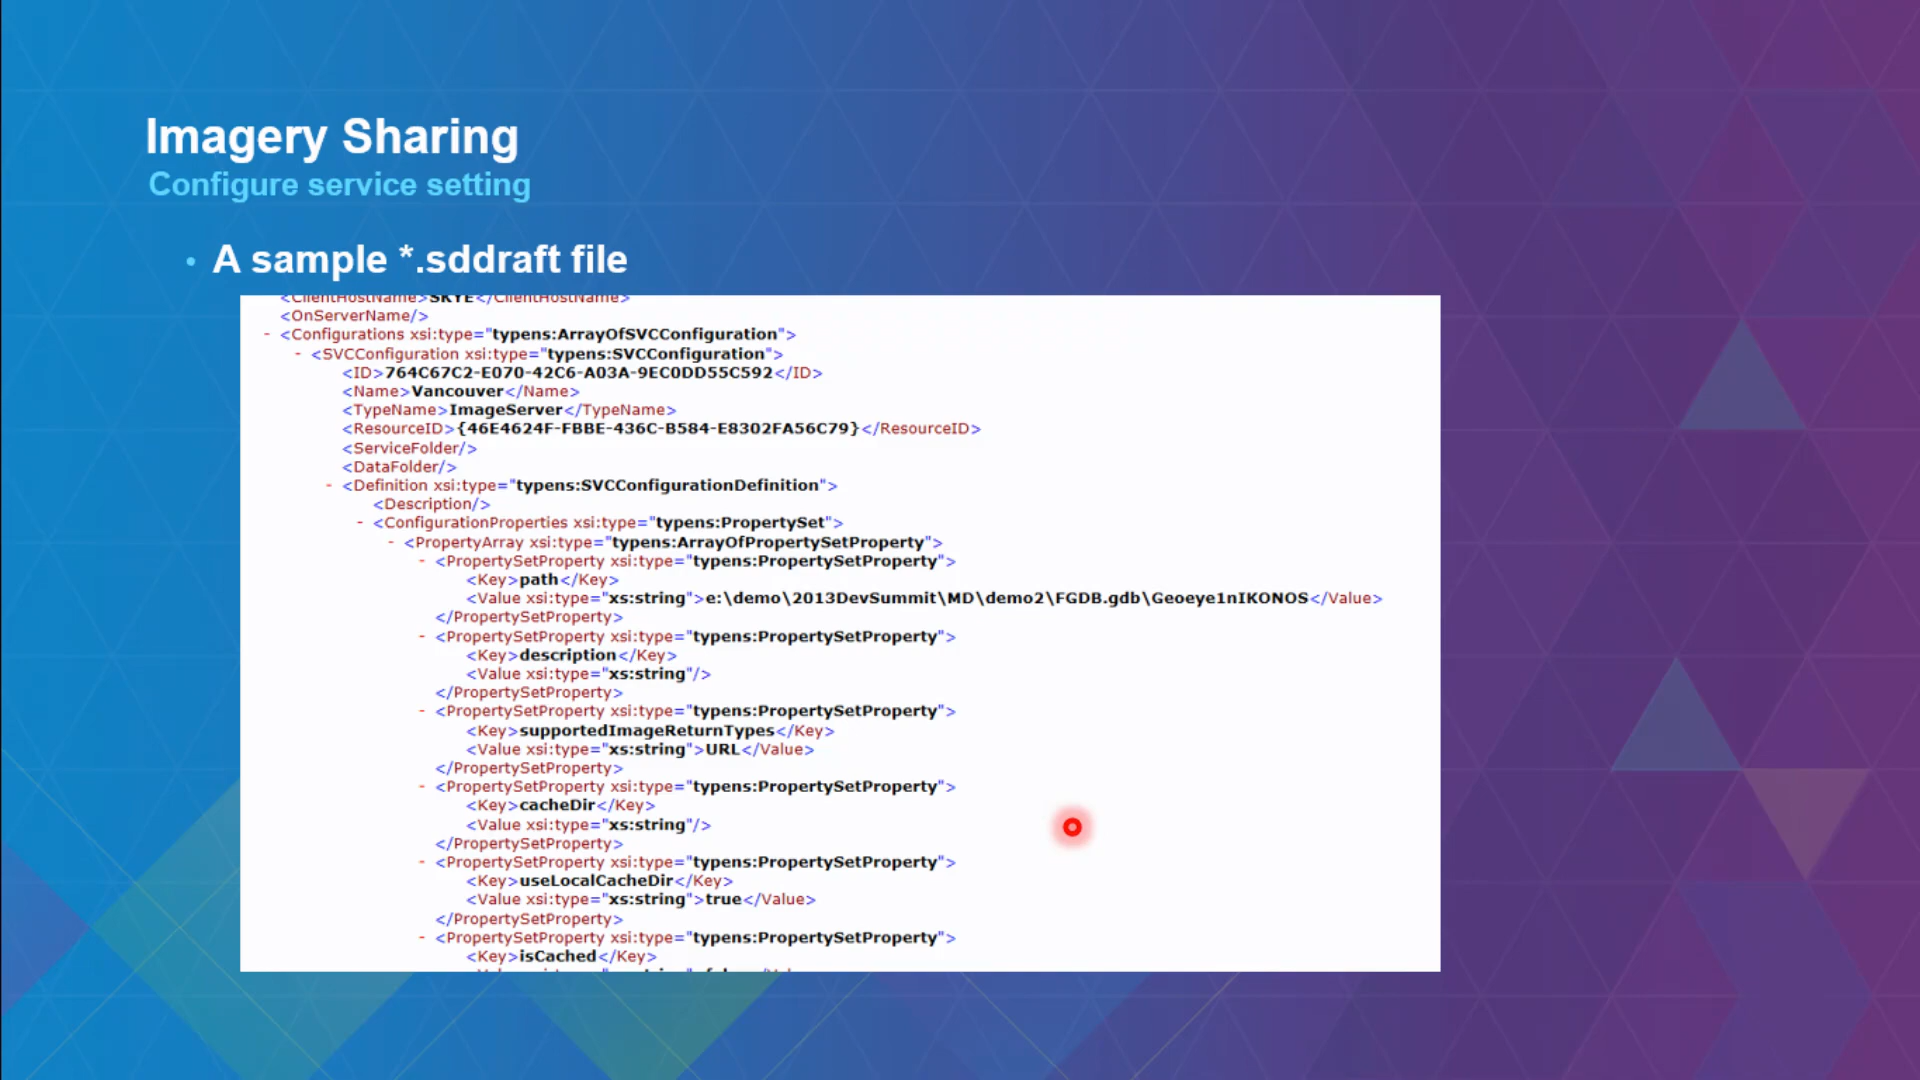 Imagery Sharing
Configure service setting
• A sample *.sddraft file
<ClientHostName>SKYE</ClientHostName>
<OnServerName/>
- <Configurations xsi:type="typens:ArrayOfSVCConfiguration">
- <SVCConfiguration xsi:type="typens:SVCConfiguration">
<ID>764C67C2-E070-42C6-A03A-9EC0DD55C592</ID>
<Name>Vancouver</Name>
<TypeName>ImageServer</TypeName>
<ResourceID>{46E4624F-FBBE-436C-B584-E8302FA56C79}</ResourceID>
<ServiceFolder/>
<DataFolder/>
- <Definition xsi:type="typens:SVCConfigurationDefinition">
<Description/>
- <ConfigurationProperties xsi:type="typens:PropertySet">
- <PropertyArray xsi:type="typens:ArrayOfPropertySetProperty">
- <PropertySetProperty xsi:type="typens:PropertySetProperty">
<Key>path</Key>
<Value xsi:type="xs:string">e:\demo\2013DevSummit\MD\demo2\FGDB.gdb\Geoeye1nIKONOS</Value>
</PropertySetProperty>
- <PropertySetProperty xsi:type="typens:PropertySetProperty">
<Key>description</Key>
<Value xsi:type="xs:string"/>
</PropertySetProperty>
- <PropertySetProperty xsi:type="typens:PropertySetProperty">
<Key>supportedImageReturnTypes</Key>
<Value xsi:type="xs:string">URL</Value>
</PropertySetProperty>
- <PropertySetProperty xsi:type="typens:PropertySetProperty">
<Key>cacheDir</Key>
<Value xsi:type="xs:string"/>
</PropertySetProperty>
- <PropertySetProperty xsi:type="typens:PropertySetProperty">
<Key>useLocalCacheDir</Key>
<Value xsi:type="xs:string">true</Value>
</PropertySetProperty>
- <PropertySetProperty xsi:type="typens:PropertySetProperty">
<Key>isCached</Key>